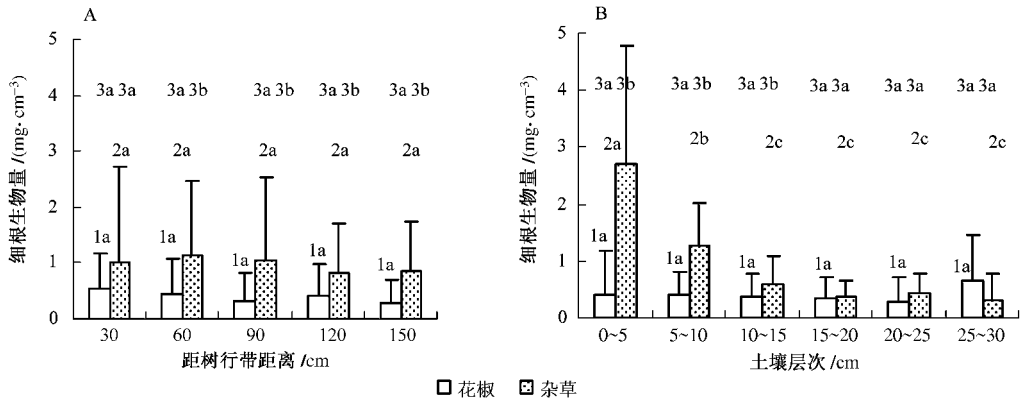 A
细根生物量 /(mg·cm⁻³)
5
4
3
2
1
0
3a 3a 3a 3b 3a 3b 3a 3b 3a 3b
2a 2a 2a 2a 2a
1a 1a 1a 1a 1a
30 60 90 120 150
距树行带距离 /cm
B
细根生物量 /(mg·cm⁻³)
5
4
3
2
1
0
3a 3b 3a 3b 3a 3b 3a 3a 3a 3a 3a 3a
2a 2b 2c 2c 2c 2c
1a 1a 1a 1a 1a 1a
0~5 5~10 10~15 15~20 20~25 25~30
土壤层次 /cm
花椒 杂草